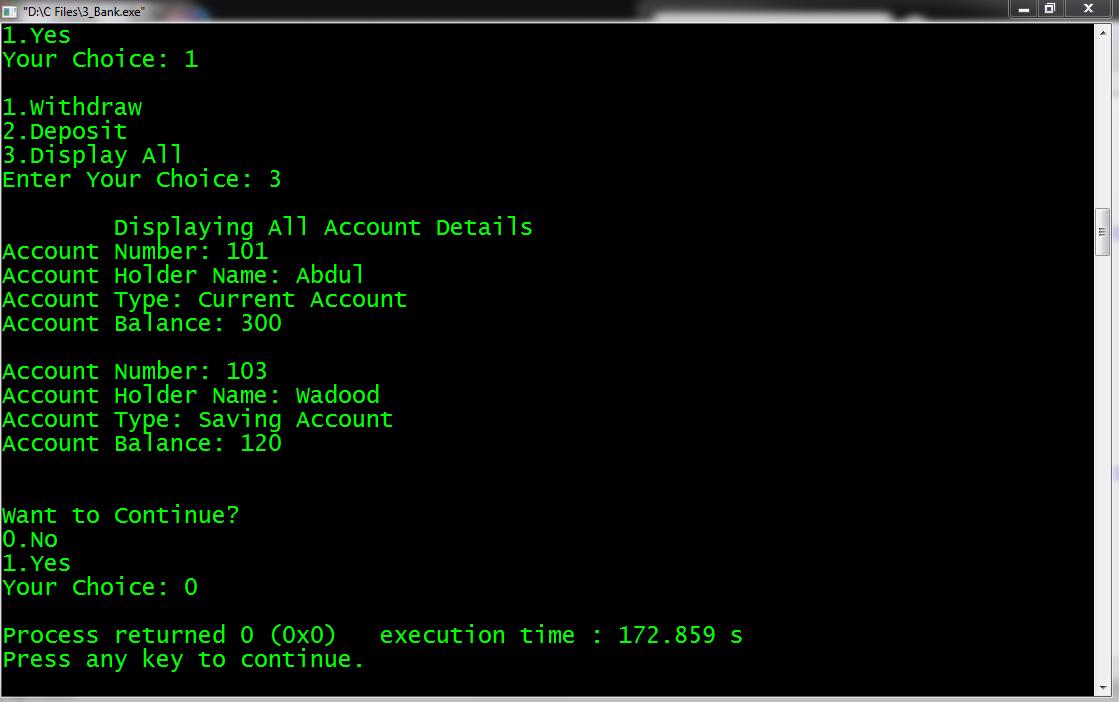 "D:\C Files\3_Bank.exe"
1.Yes
Your Choice: 1
1.Withdraw
2.Deposit
3.Display All
Enter Your Choice: 3
Displaying All Account Details
Account Number: 101
Account Holder Name: Abdul
Account Type: Current Account
Account Balance: 300
Account Number: 103
Account Holder Name: Wadood
Account Type: Saving Account
Account Balance: 120
Want to Continue?
0.No
1.Yes
Your Choice: 0
Process returned 0 (0x0)   execution time : 172.859 s
Press any key to continue.